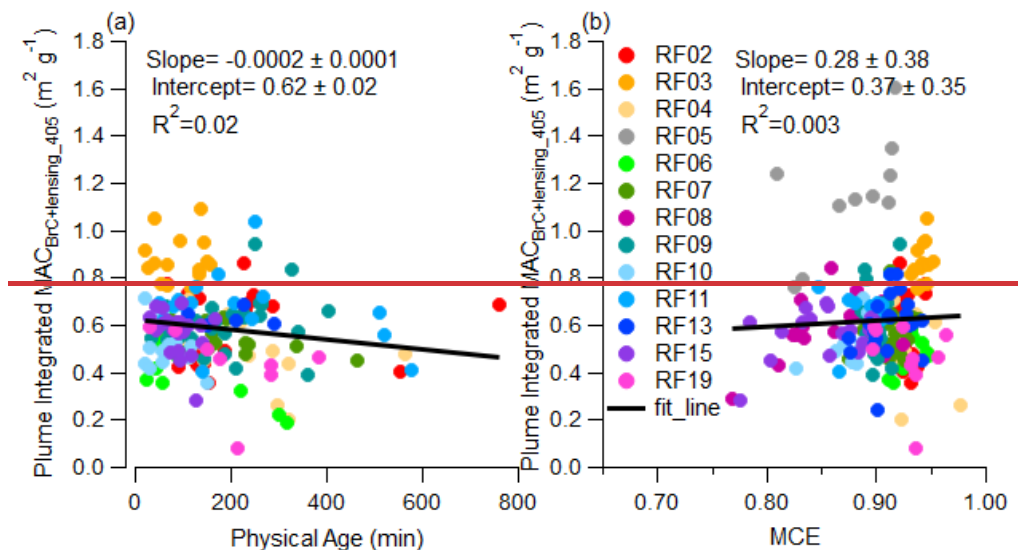 (a)
Slope= -0.0002 ± 0.0001
Intercept= 0.62 ± 0.02
R²=0.02
Plume Integrated MAC_BrC+lensing_405 (m² g⁻¹)
1.8
1.6
1.4
1.2
1.0
0.8
0.6
0.4
0.2
0.0
0
200
400
600
800
Physical Age (min)
(b)
Slope= 0.28 ± 0.38
Intercept= 0.37 ± 0.35
R²=0.003
RF02
RF03
RF04
RF05
RF06
RF07
RF08
RF09
RF10
RF11
RF13
RF15
RF19
fit_line
Plume Integrated MAC_BrC+lensing_405 (m² g⁻¹)
1.8
1.6
1.4
1.2
1.0
0.8
0.6
0.4
0.2
0.0
0.70
0.80
0.90
1.00
MCE